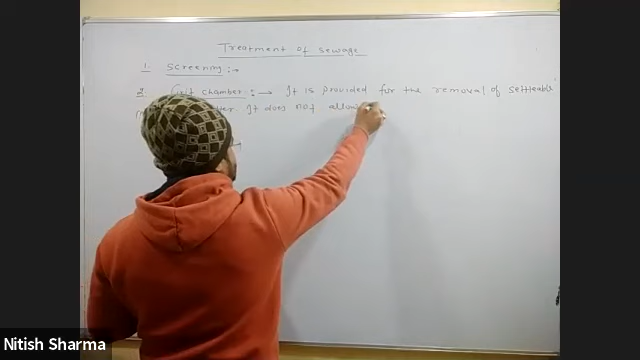 Treatment of sewage
1. Screening :→
2. Grit chamber :→ It is provided for the removal of settleable
It does not allow
Nitish Sharma